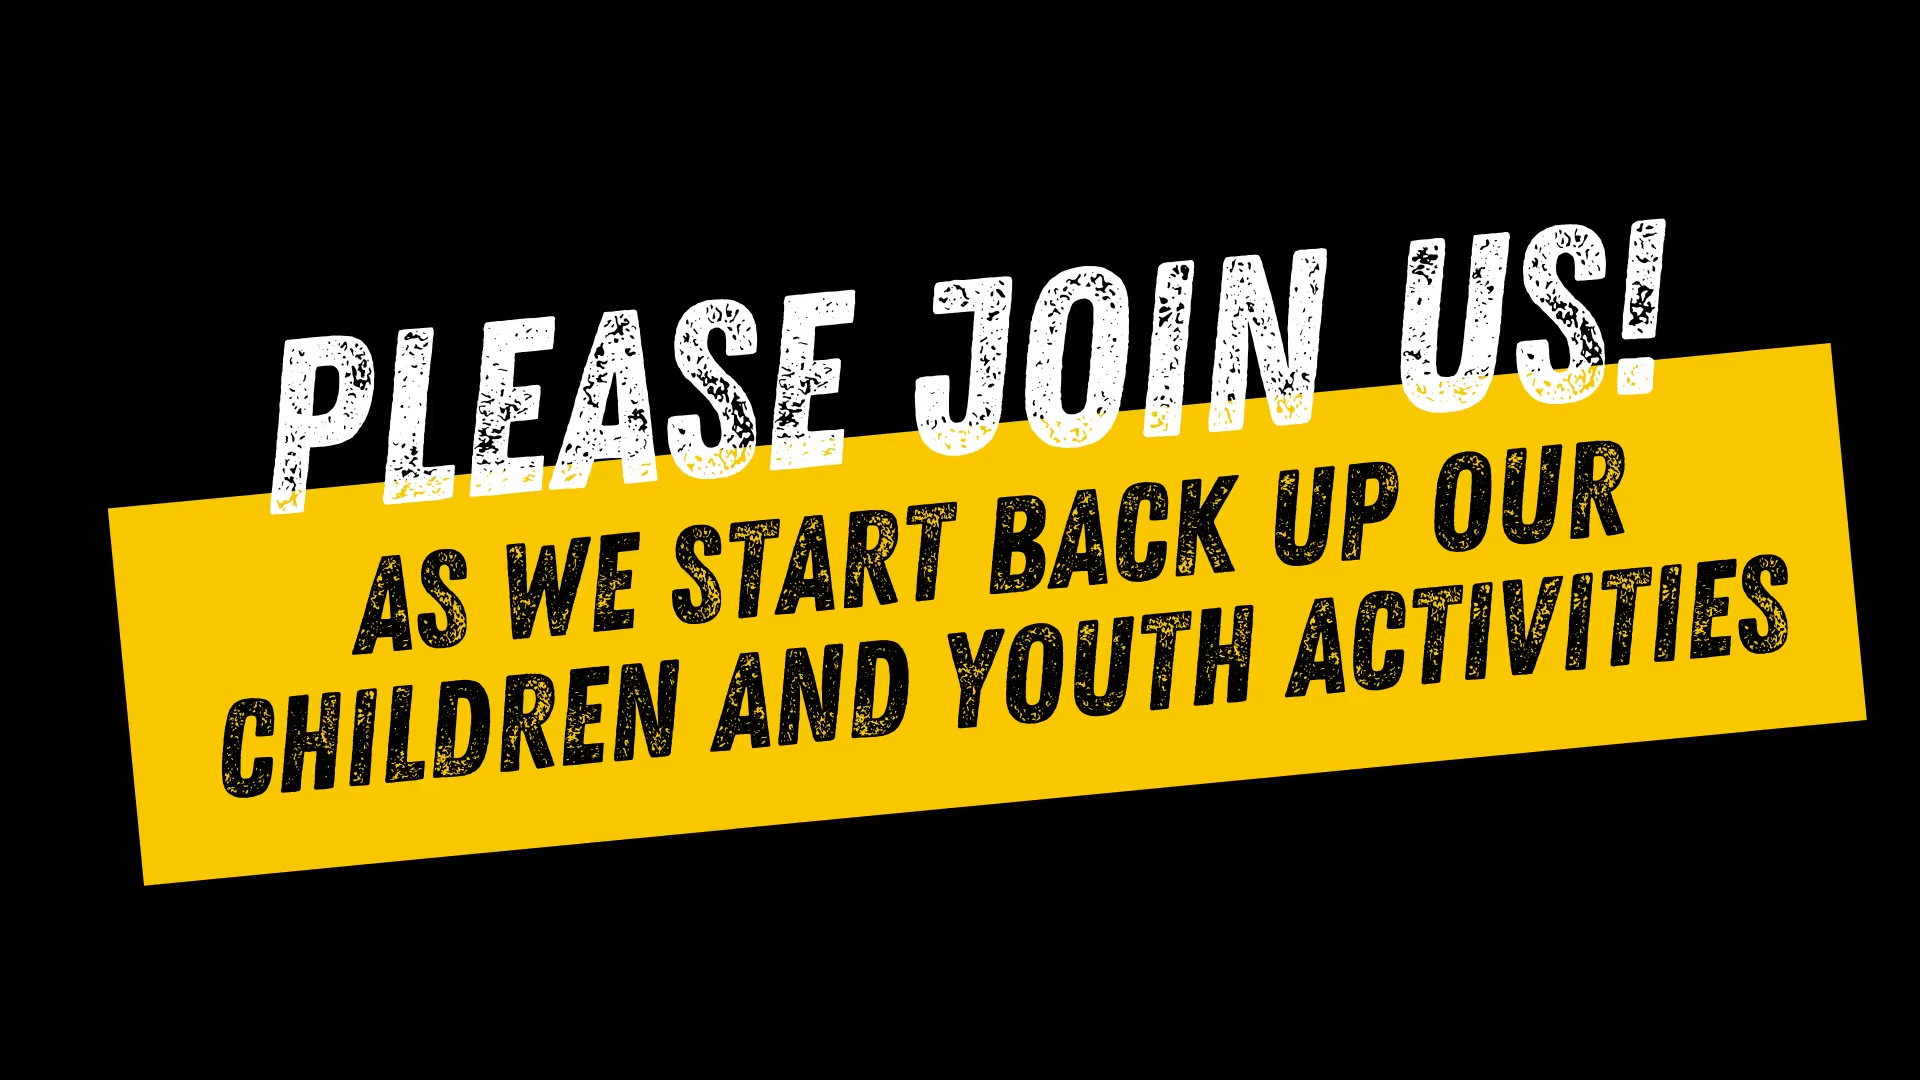 PLEASE JOIN US!
AS WE START BACK UP OUR
CHILDREN AND YOUTH ACTIVITIES